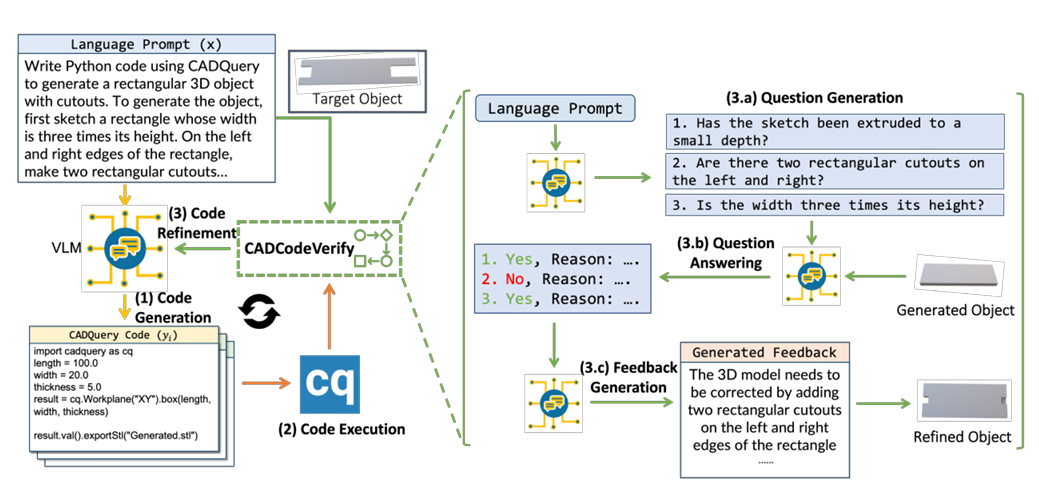 Language Prompt (x)
Write Python code using CADQuery
to generate a rectangular 3D object
with cutouts. To generate the object,
first sketch a rectangle whose width
is three times its height. On the left
and right edges of the rectangle,
make two rectangular cutouts...
Target Object
VLM
(3) Code
Refinement
CADCodeVerify
(1) Code
Generation
CADQuery Code (yᵢ)
import cadquery as cq
length = 100.0
width = 20.0
thickness = 5.0
result = cq.Workplane("XY").box(length,
width, thickness)
result.val().exportStl("Generated.stl")
cq
(2) Code Execution
Language Prompt
(3.a) Question Generation
1. Has the sketch been extruded to a
small depth?
2. Are there two rectangular cutouts on
the left and right?
3. Is the width three times its height?
(3.b) Question
Answering
1. Yes, Reason: ….
2. No, Reason: ….
3. Yes, Reason: ….
Generated Object
(3.c) Feedback
Generation
Generated Feedback
The 3D model needs to
be corrected by adding
two rectangular cutouts
on the left and right
edges of the rectangle
......
Refined Object